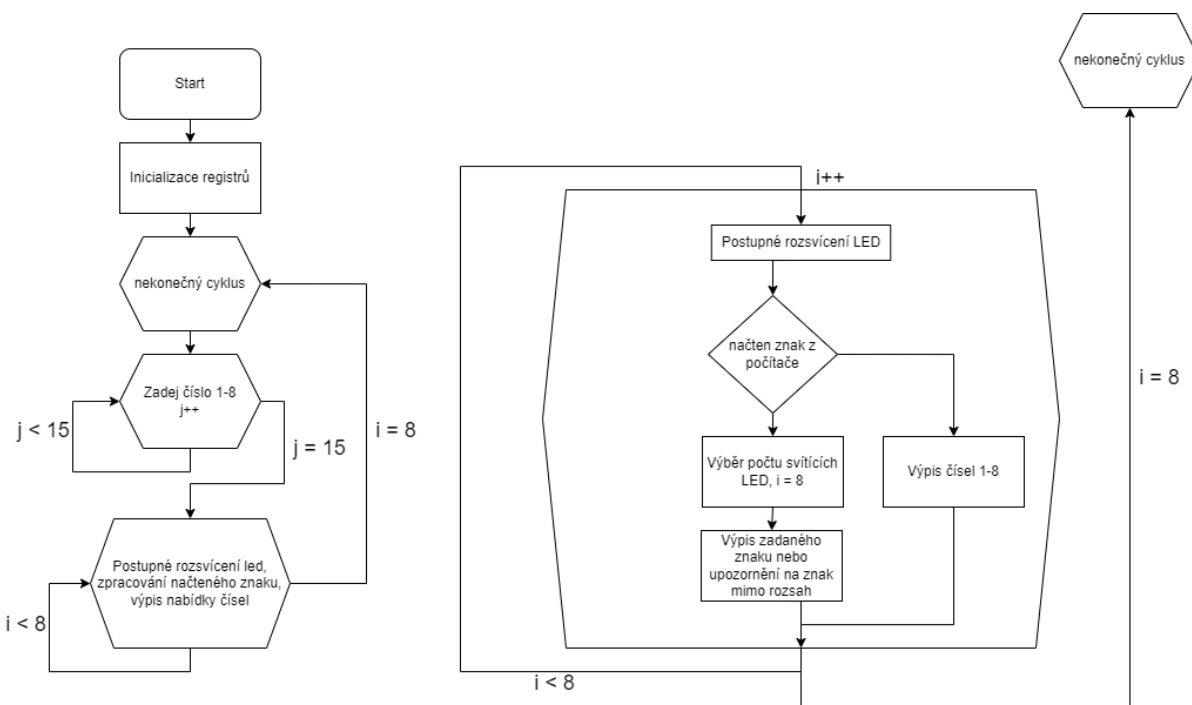 Start
Inicializace registrů
nekonečný cyklus
Zadej číslo 1-8
j++
j < 15
j = 15
i = 8
Postupné rozsvícení led,
zpracování načteného znaku,
výpis nabídky čísel
i < 8
i++
Postupné rozsvícení LED
načten znak z
počítače
Výběr počtu svítících
LED, i = 8
Výpis čísel 1-8
Výpis zadaného
znaku nebo
upozornění na znak
mimo rozsah
i < 8
nekonečný cyklus
i = 8